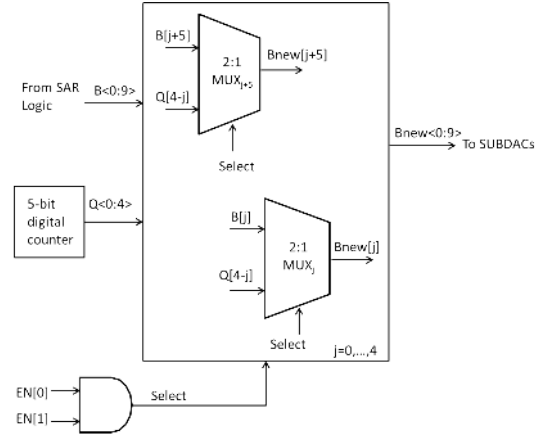 B[j+5]
2:1
MUXj+5
Bnew[j+5]
Q[4-j]
Select
From SAR
Logic
B<0:9>
Bnew<0:9>
To SUBDACs
5-bit
digital
counter
Q<0:4>
B[j]
2:1
MUXj
Bnew[j]
Q[4-j]
Select
j=0,...,4
EN[0]
EN[1]
Select